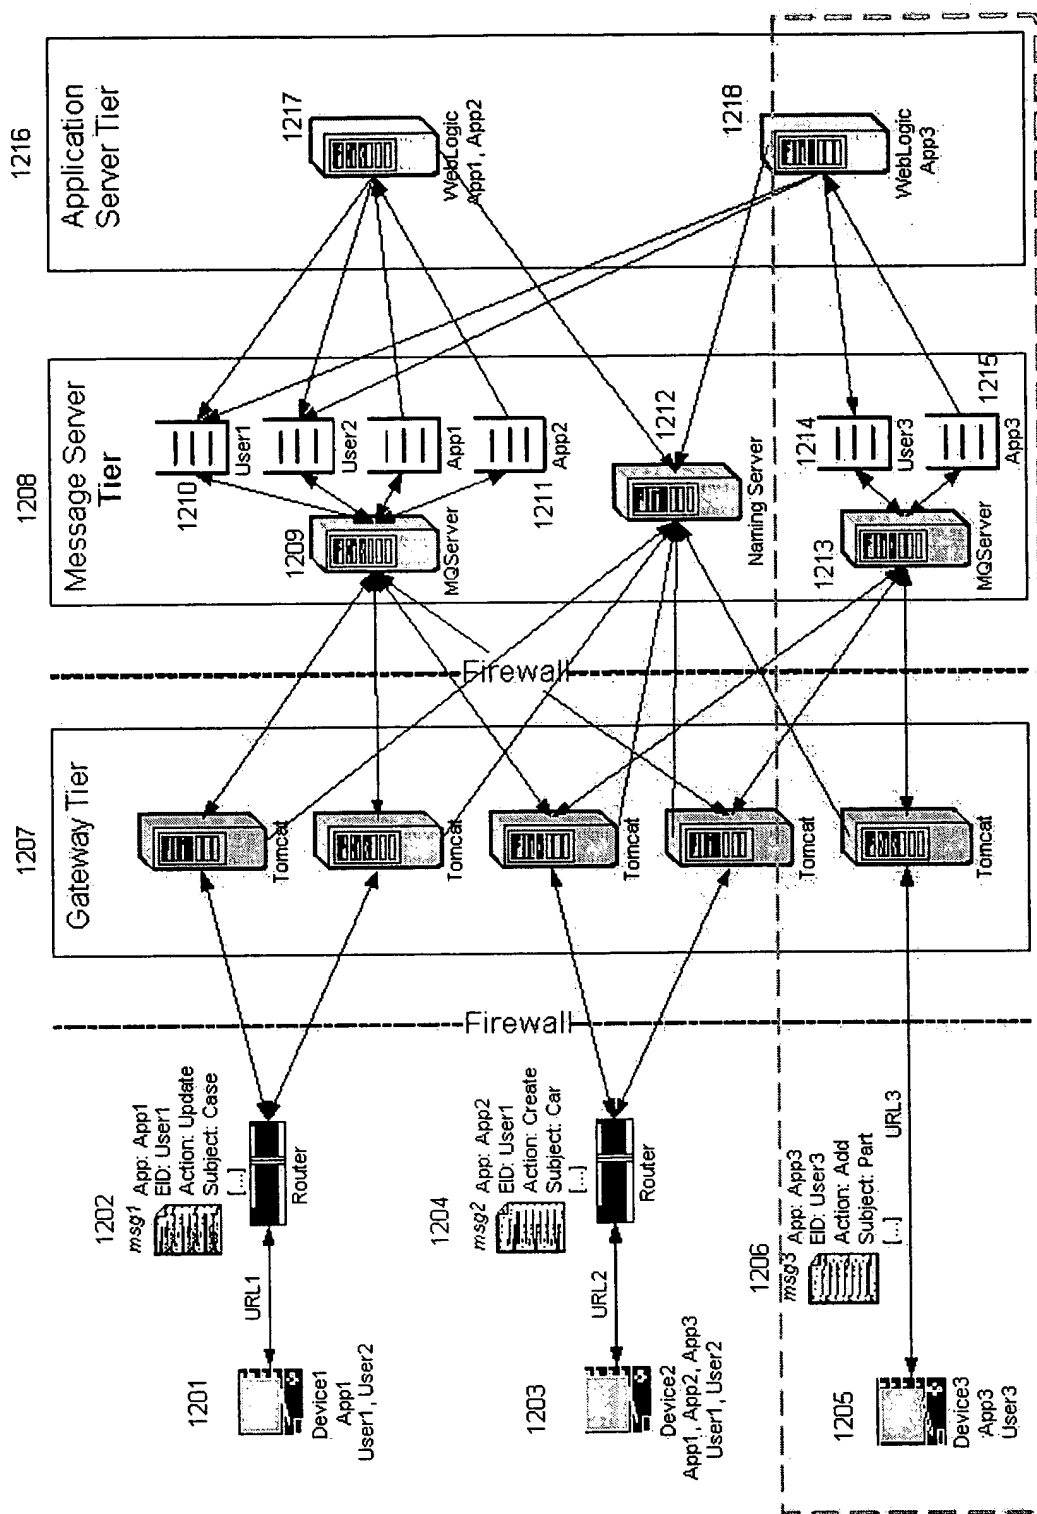 1216
Application
Server Tier
1217
WebLogic
App1, App2
1218
WebLogic
App3
1208
Message Server
Tier
1210
User1
User2
App1
App2
1211
1209
MQServer
1212
Naming Server
1214
User3
1215
App3
1213
MQServer
Firewall
1207
Gateway Tier
Tomcat
Tomcat
Tomcat
Tomcat
Tomcat
Firewall
1202
msg1
App: App1
EID: User1
Action: Update
Subject: Case
[...]
Router
1204
msg2
App: App2
EID: User1
Action: Create
Subject: Car
[...]
Router
1206
msg3
App: App3
EID: User3
Action: Add
Subject: Part
[...]
URL1
URL2
URL3
1201
Device1
App1
User1, User2
1203
Device2
App1, App2, App3
User1, User2
1205
Device3
App3
User3